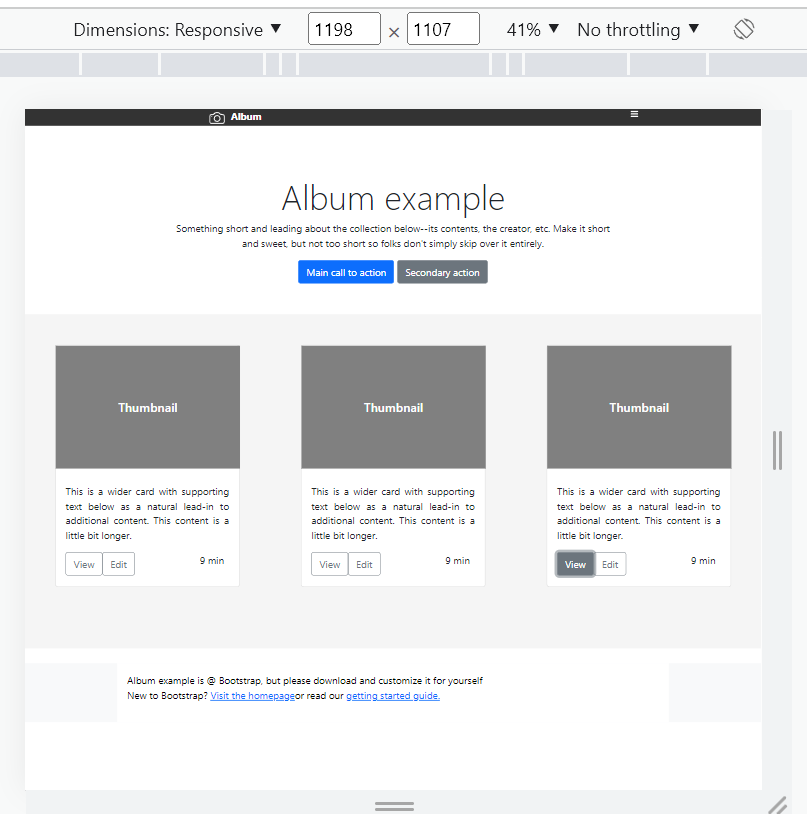 Dimensions: Responsive ▼ 1198 × 1107 41% ▼ No throttling ▼
Album
Album example
Something short and leading about the collection below--its contents, the creator, etc. Make it short
and sweet, but not too short so folks don't simply skip over it entirely.
Main call to action Secondary action
Thumbnail
This is a wider card with supporting
text below as a natural lead-in to
additional content. This content is a
little bit longer.
View Edit 9 min
Thumbnail
This is a wider card with supporting
text below as a natural lead-in to
additional content. This content is a
little bit longer.
View Edit 9 min
Thumbnail
This is a wider card with supporting
text below as a natural lead-in to
additional content. This content is a
little bit longer.
View Edit 9 min
Album example is @ Bootstrap, but please download and customize it for yourself
New to Bootstrap? Visit the homepageor read our getting started guide.